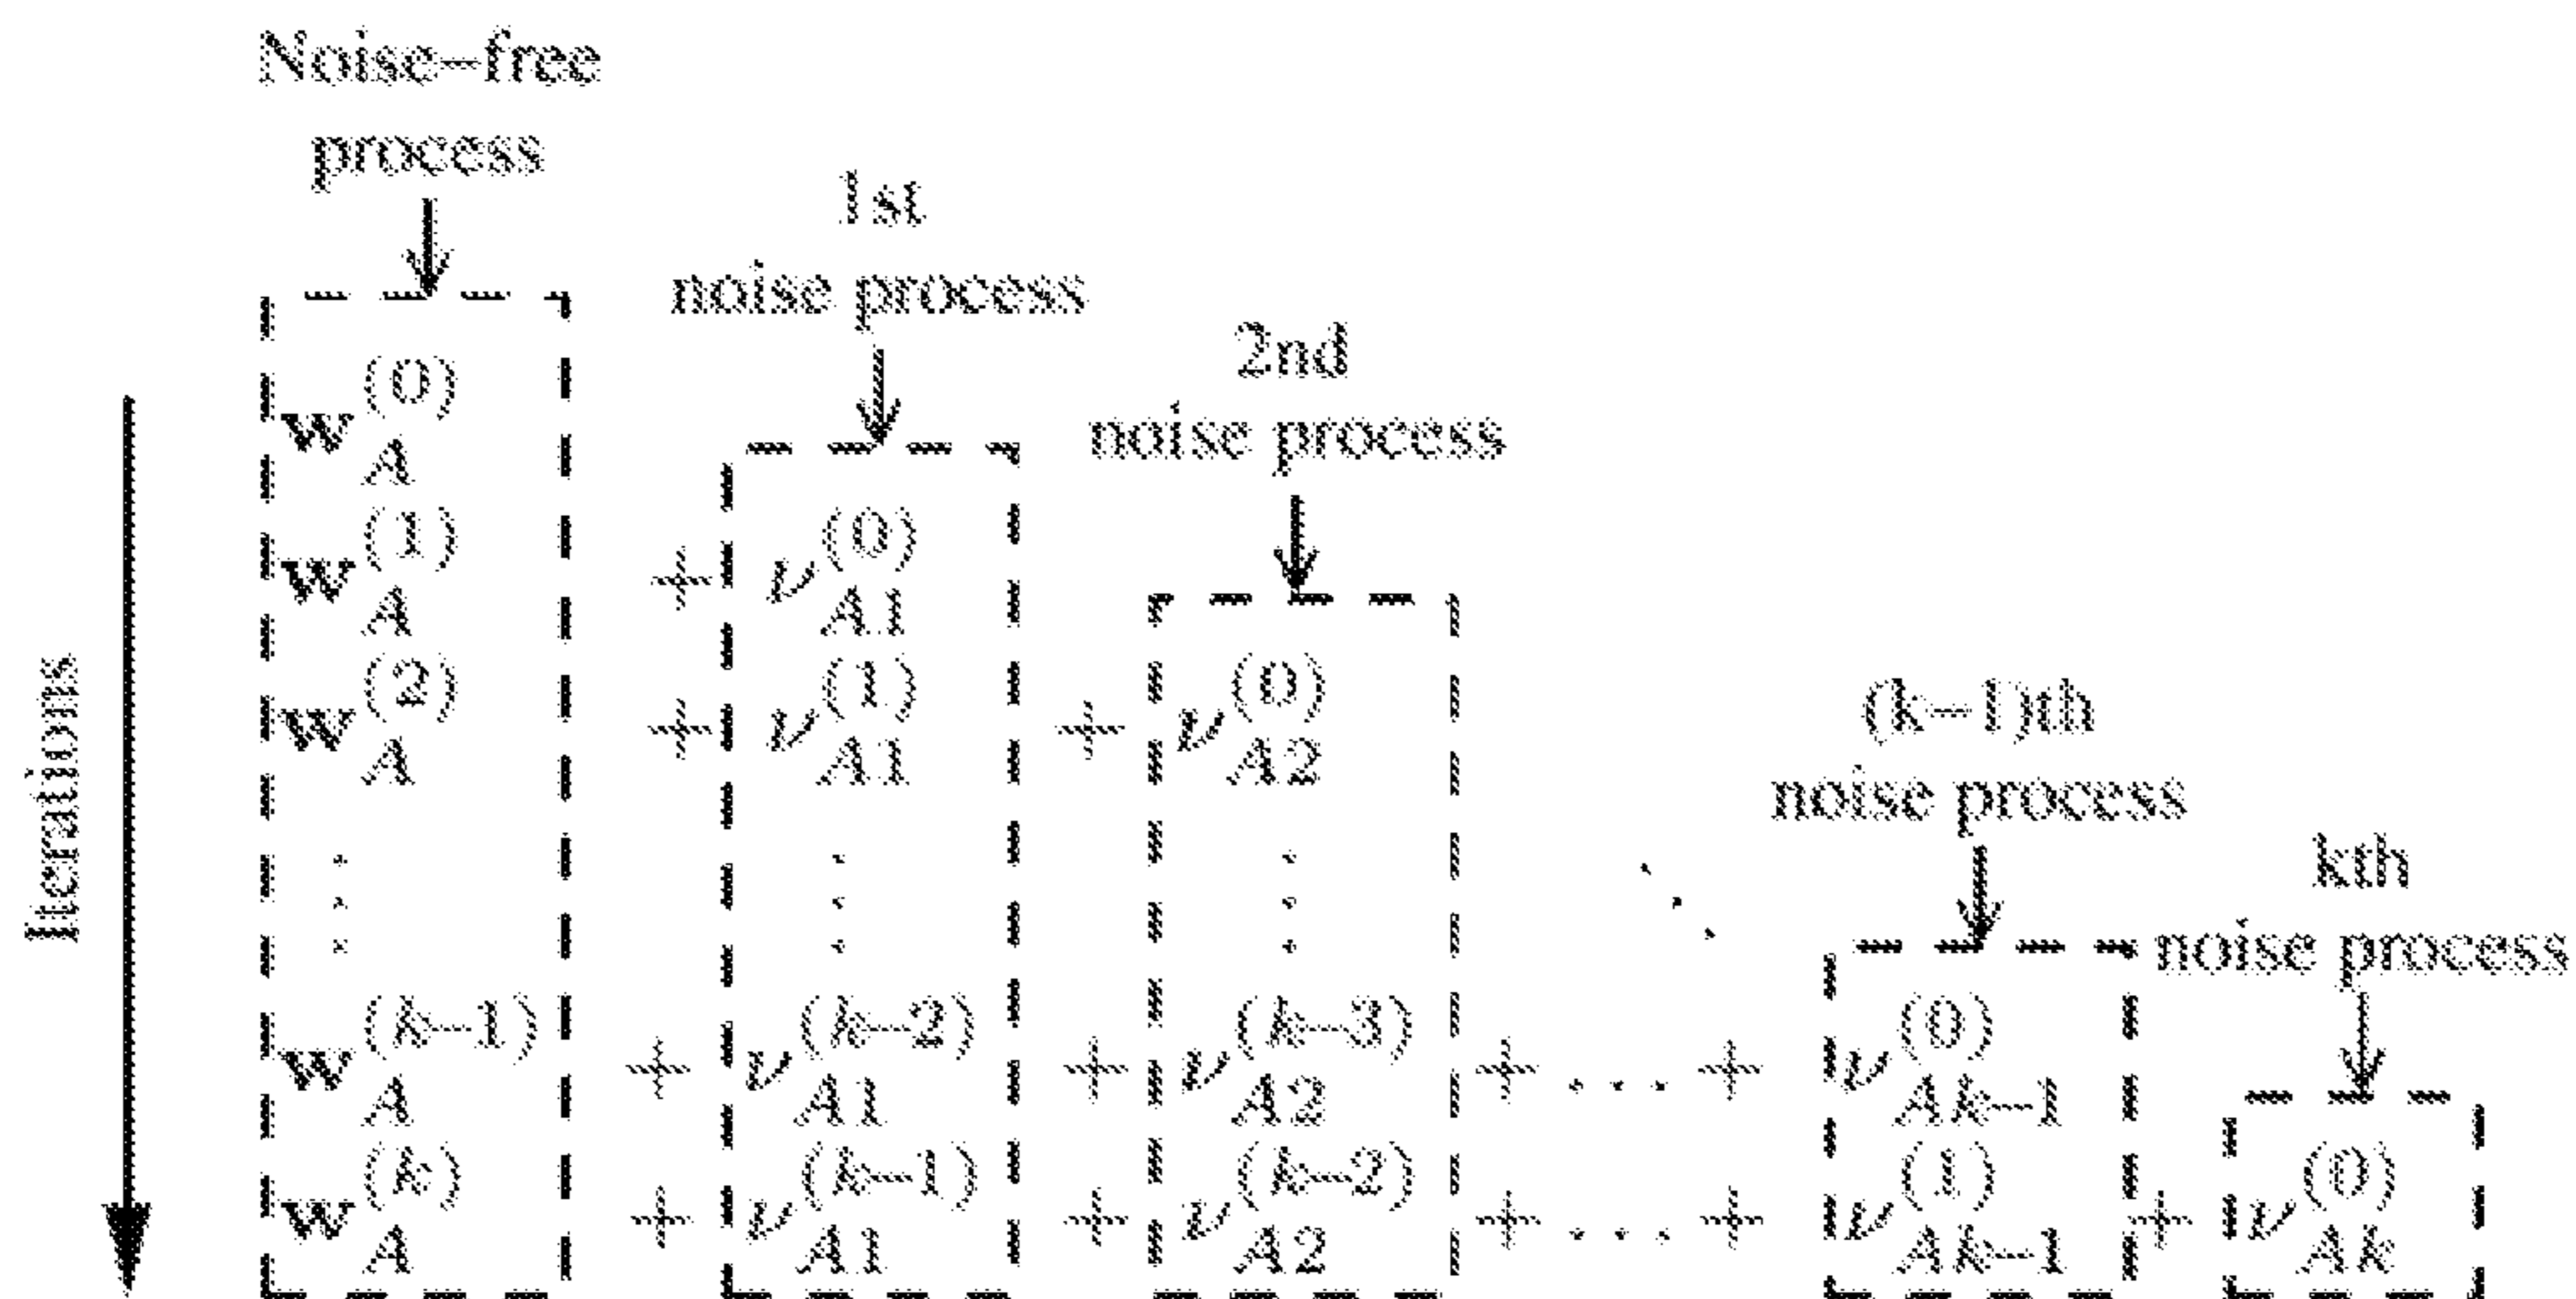 Noise–free
process
1st
noise process
2nd
noise process
(k–1)th
noise process
kth
noise process
Iterations
w_A^(0)
w_A^(1) + ν_A1^(0)
w_A^(2) + ν_A1^(1) + ν_A2^(0)
w_A^(k–1) + ν_A1^(k–2) + ν_A2^(k–3) + ... + ν_Ak–1^(0)
w_A^(k) + ν_A1^(k–1) + ν_A2^(k–2) + ... + ν_Ak–1^(1) + ν_Ak^(0)